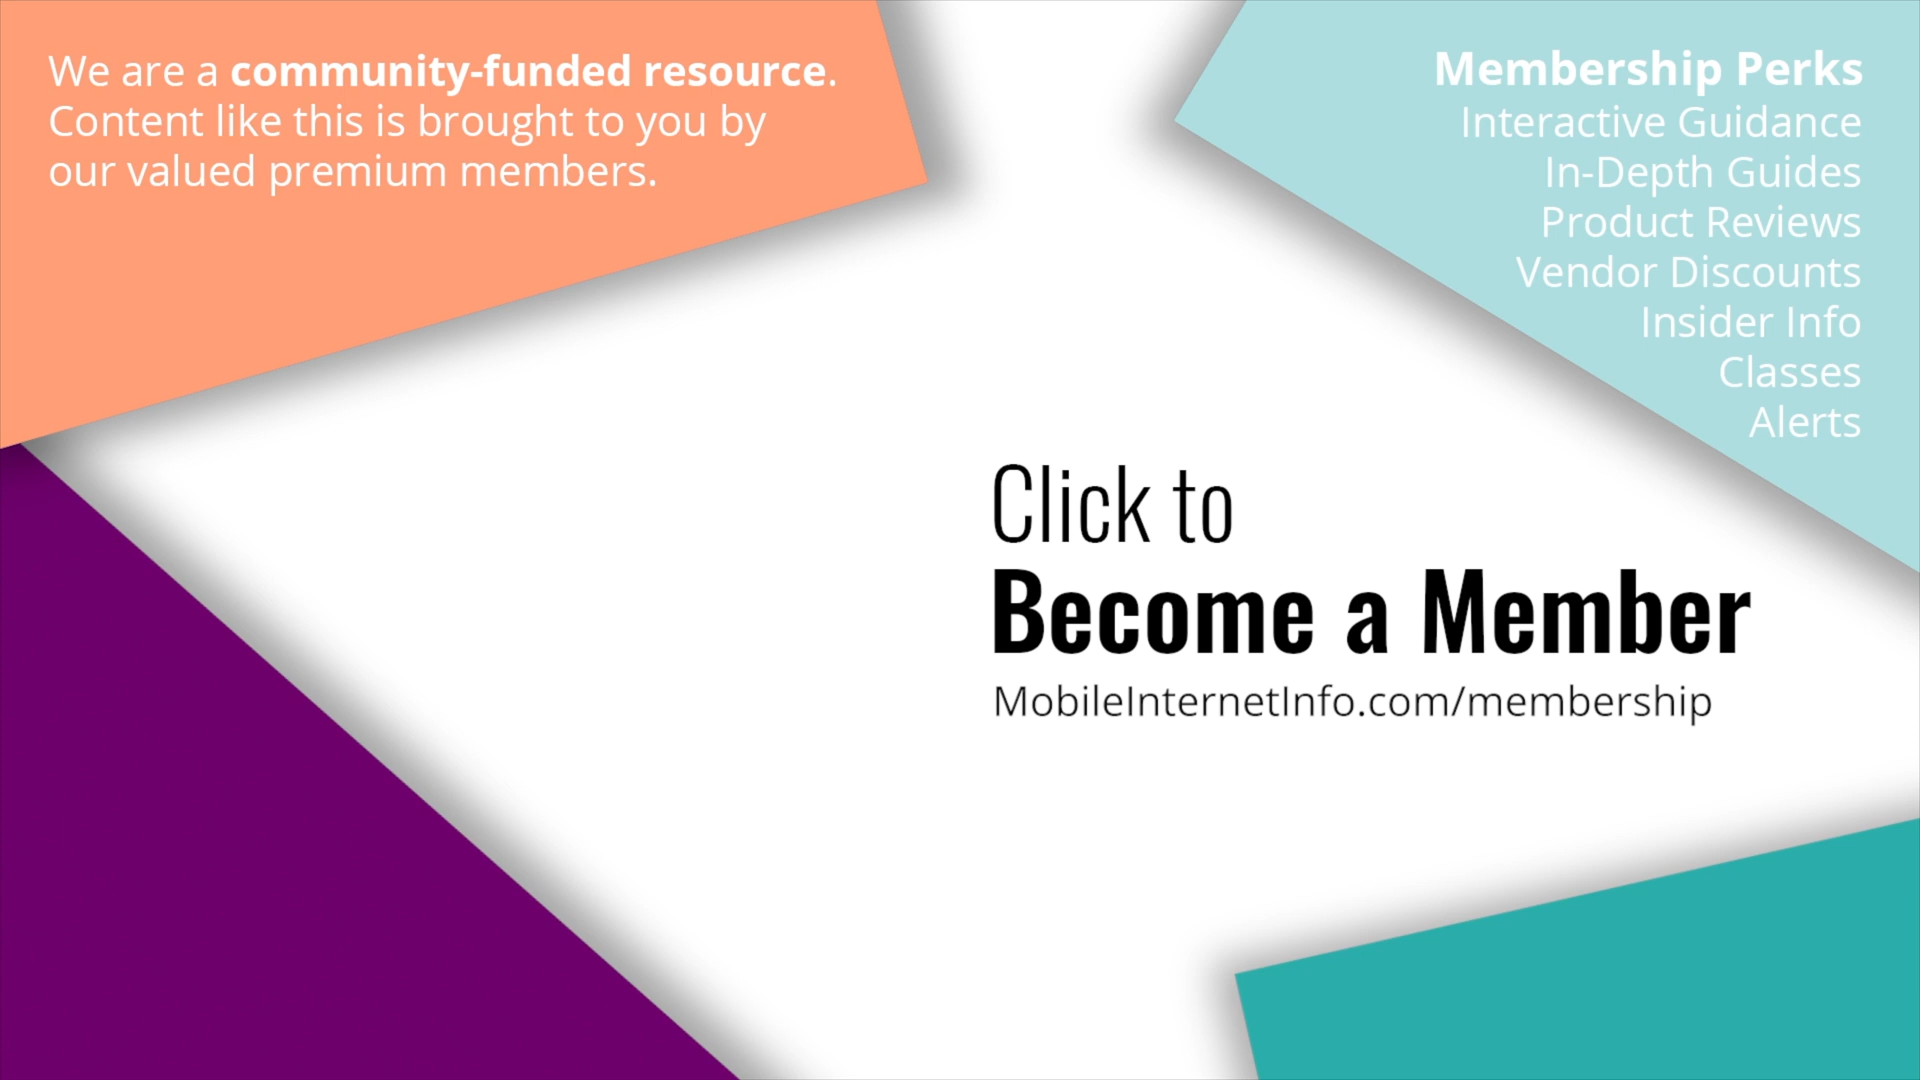 We are a community-funded resource.
Content like this is brought to you by
our valued premium members.
Membership Perks
Interactive Guidance
In-Depth Guides
Product Reviews
Vendor Discounts
Insider Info
Classes
Alerts
Click to
Become a Member
MobileInternetInfo.com/membership